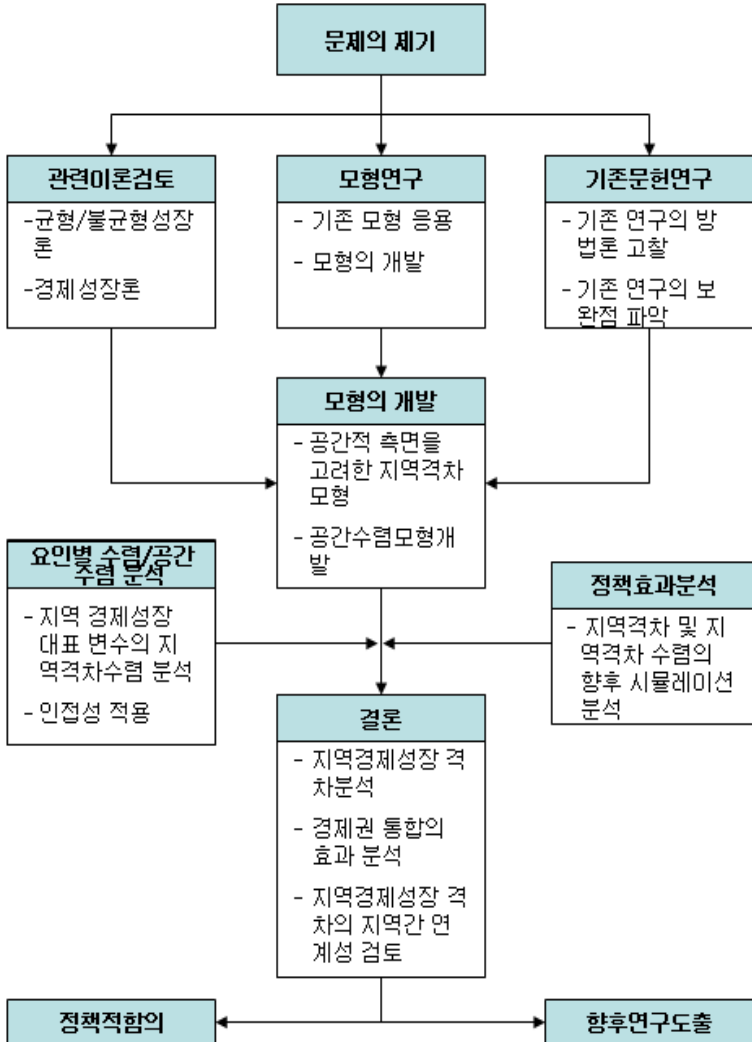 문제의 제기
관련이론검토
-균형/불균형성장
론
-경제성장론
모형연구
- 기존 모형 응용
- 모형의 개발
기존문헌연구
- 기존 연구의 방
법론 고찰
- 기존 연구의 보
완점 파악
모형의 개발
- 공간적 측면을
고려한 지역격차
모형
- 공간수렴모형개
발
요인별 수렴/공간
수렴 분석
- 지역 경제성장
대표 변수의 지
역격차수렴 분석
- 인접성 적용
정책효과분석
- 지역격차 및 지
역격차 수렴의
향후 시뮬레이션
분석
결론
- 지역경제성장 격
차분석
- 경제권 통합의
효과 분석
- 지역경제성장 격
차의 지역간 연
계성 검토
정책적함의
향후연구도출